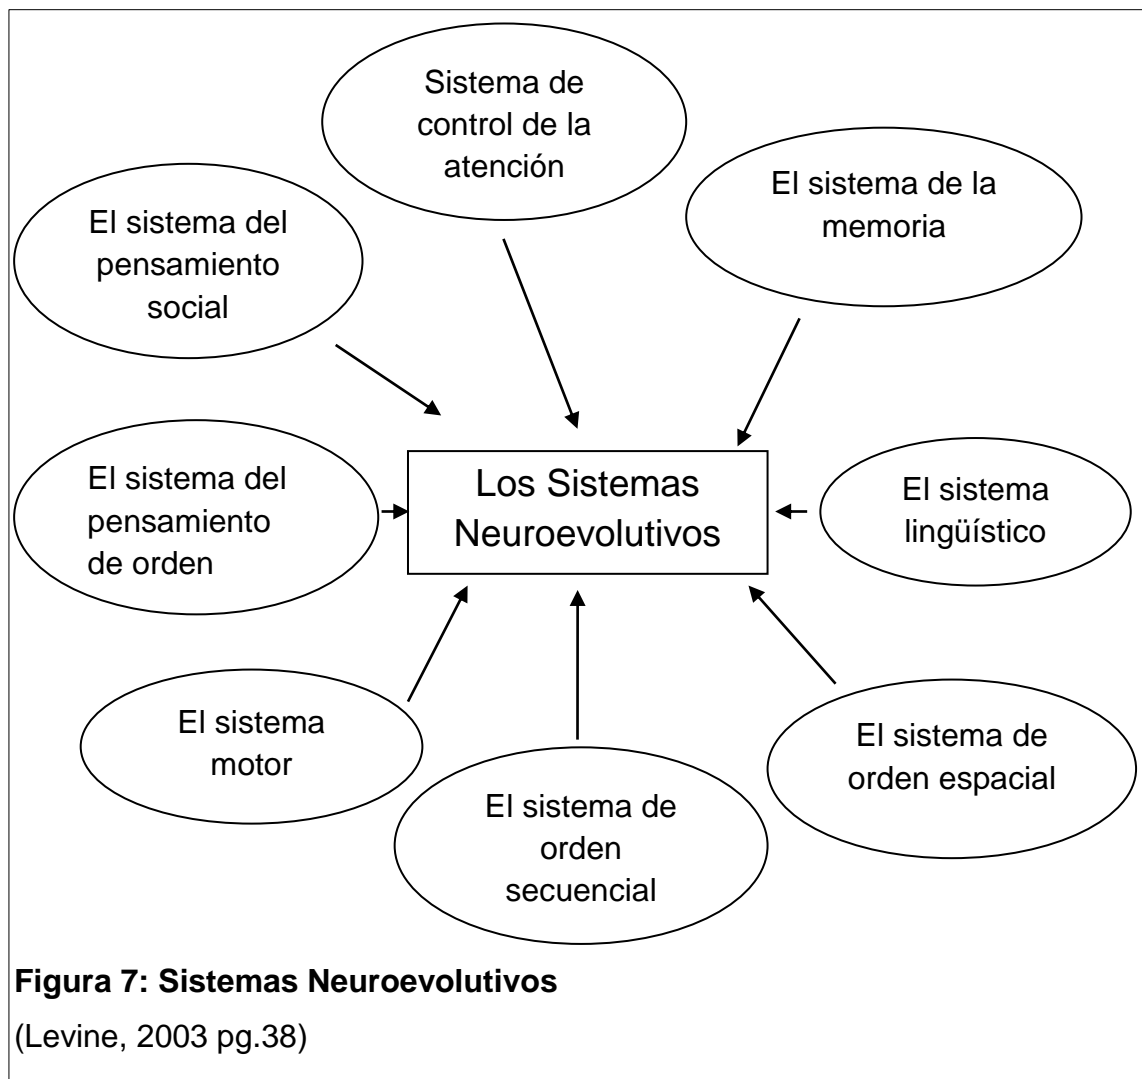 Sistema de
control de la
atención
El sistema de la
memoria
El sistema del
pensamiento
social
El sistema del
pensamiento
de orden
Los Sistemas
Neuroevolutivos
El sistema
lingüístico
El sistema
motor
El sistema de
orden
secuencial
El sistema de
orden espacial
Figura 7: Sistemas Neuroevolutivos
(Levine, 2003 pg.38)